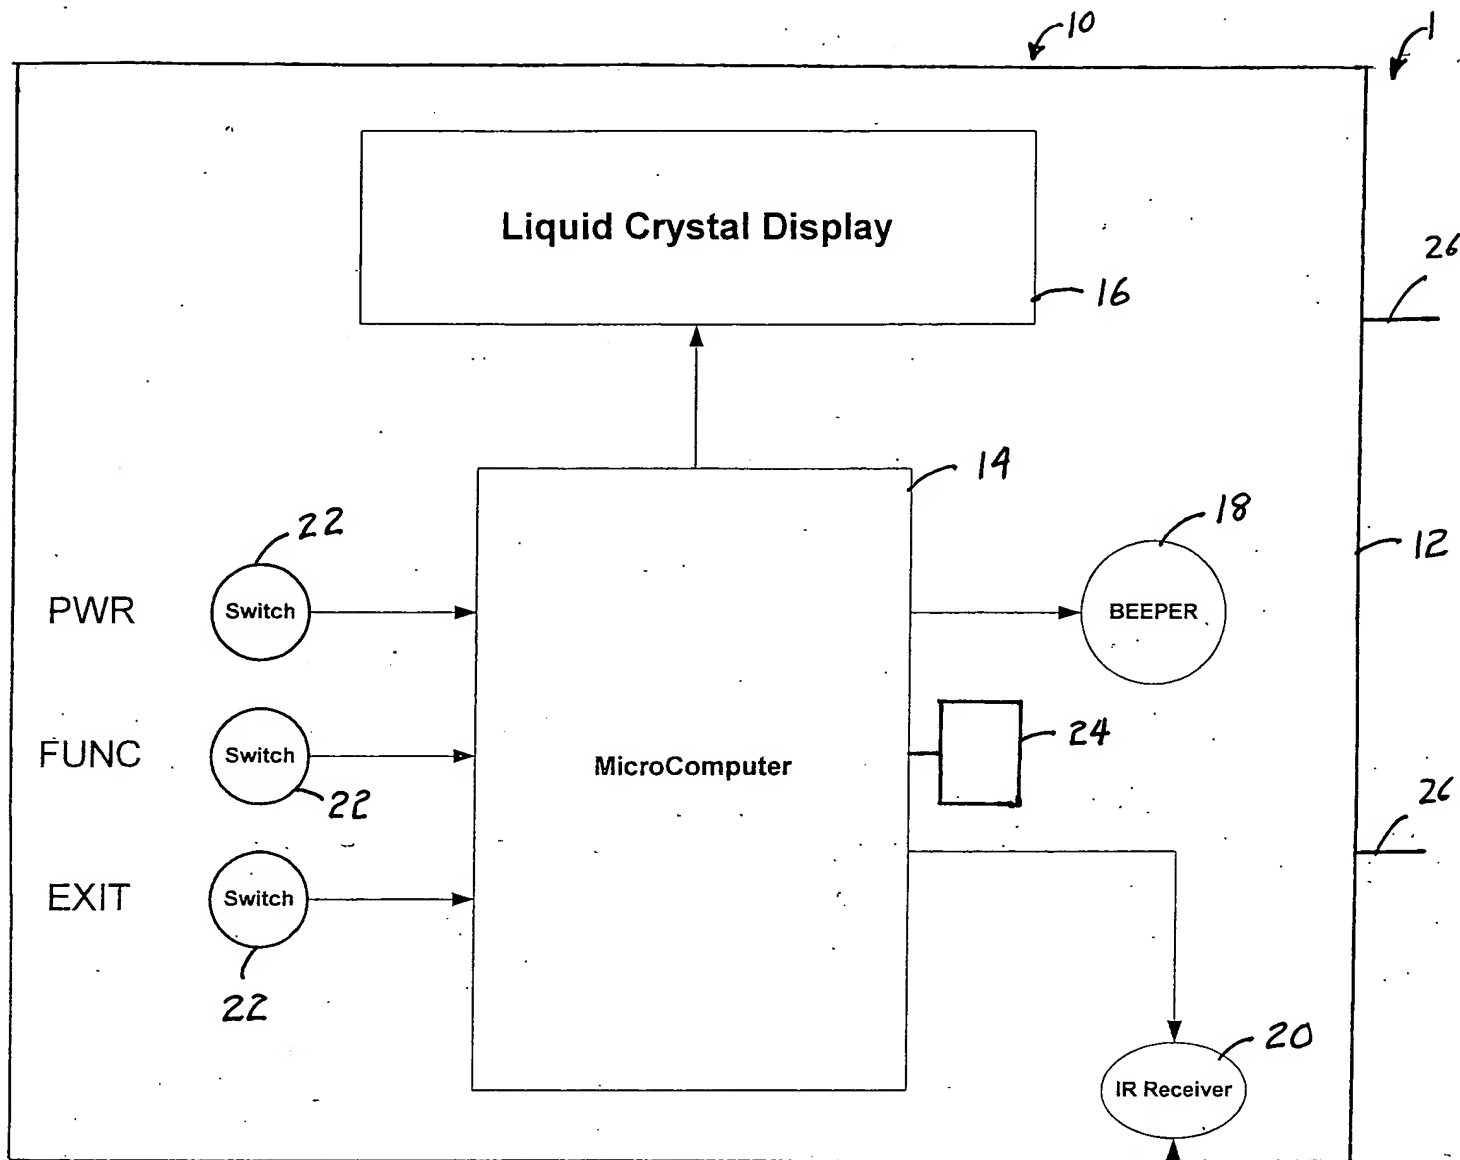 10
1
Liquid Crystal Display
26
16
14
18
22
12
PWR
Switch
BEEPER
24
FUNC
Switch
MicroComputer
22
26
EXIT
Switch
22
20
IR Receiver